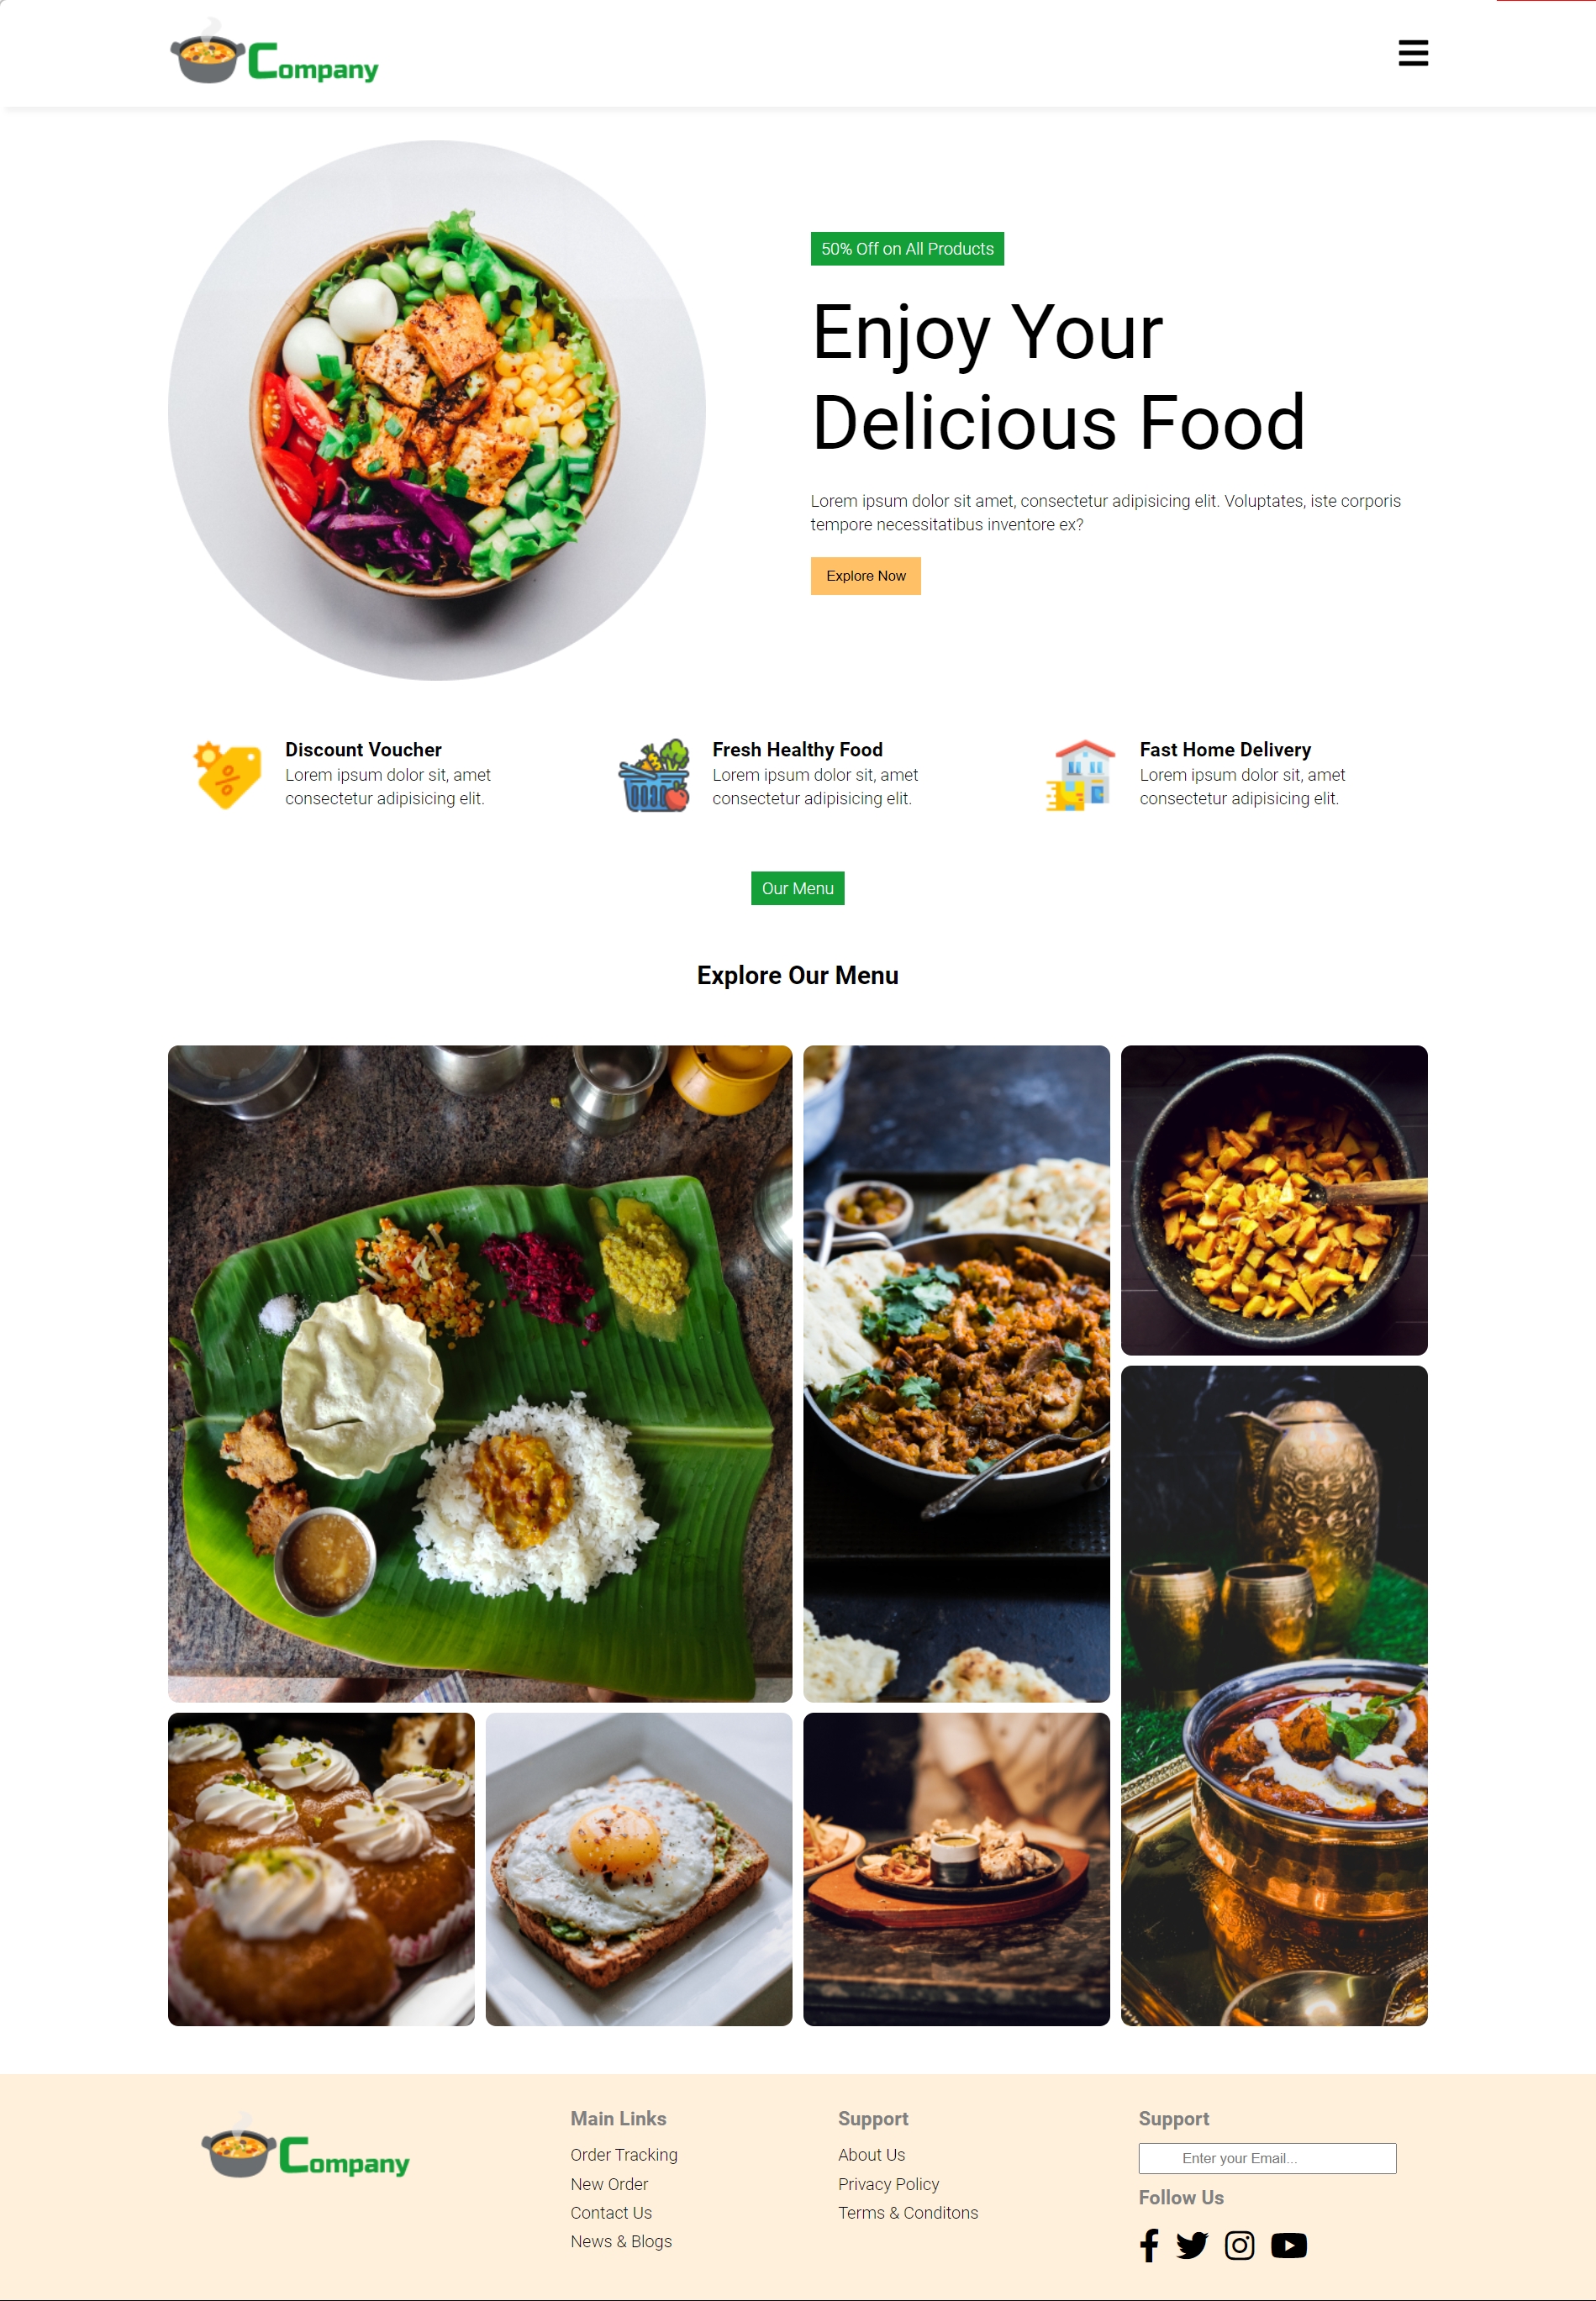 Company
50% Off on All Products
Enjoy Your
Delicious Food
Lorem ipsum dolor sit amet, consectetur adipisicing elit. Voluptates, iste corporis
tempore necessitatibus inventore ex?
Explore Now
Discount Voucher
Lorem ipsum dolor sit, amet
consectetur adipisicing elit.
Fresh Healthy Food
Lorem ipsum dolor sit, amet
consectetur adipisicing elit.
Fast Home Delivery
Lorem ipsum dolor sit, amet
consectetur adipisicing elit.
Our Menu
Explore Our Menu
Company
Main Links
Order Tracking
New Order
Contact Us
News & Blogs
Support
About Us
Privacy Policy
Terms & Conditons
Support
Enter your Email...
Follow Us